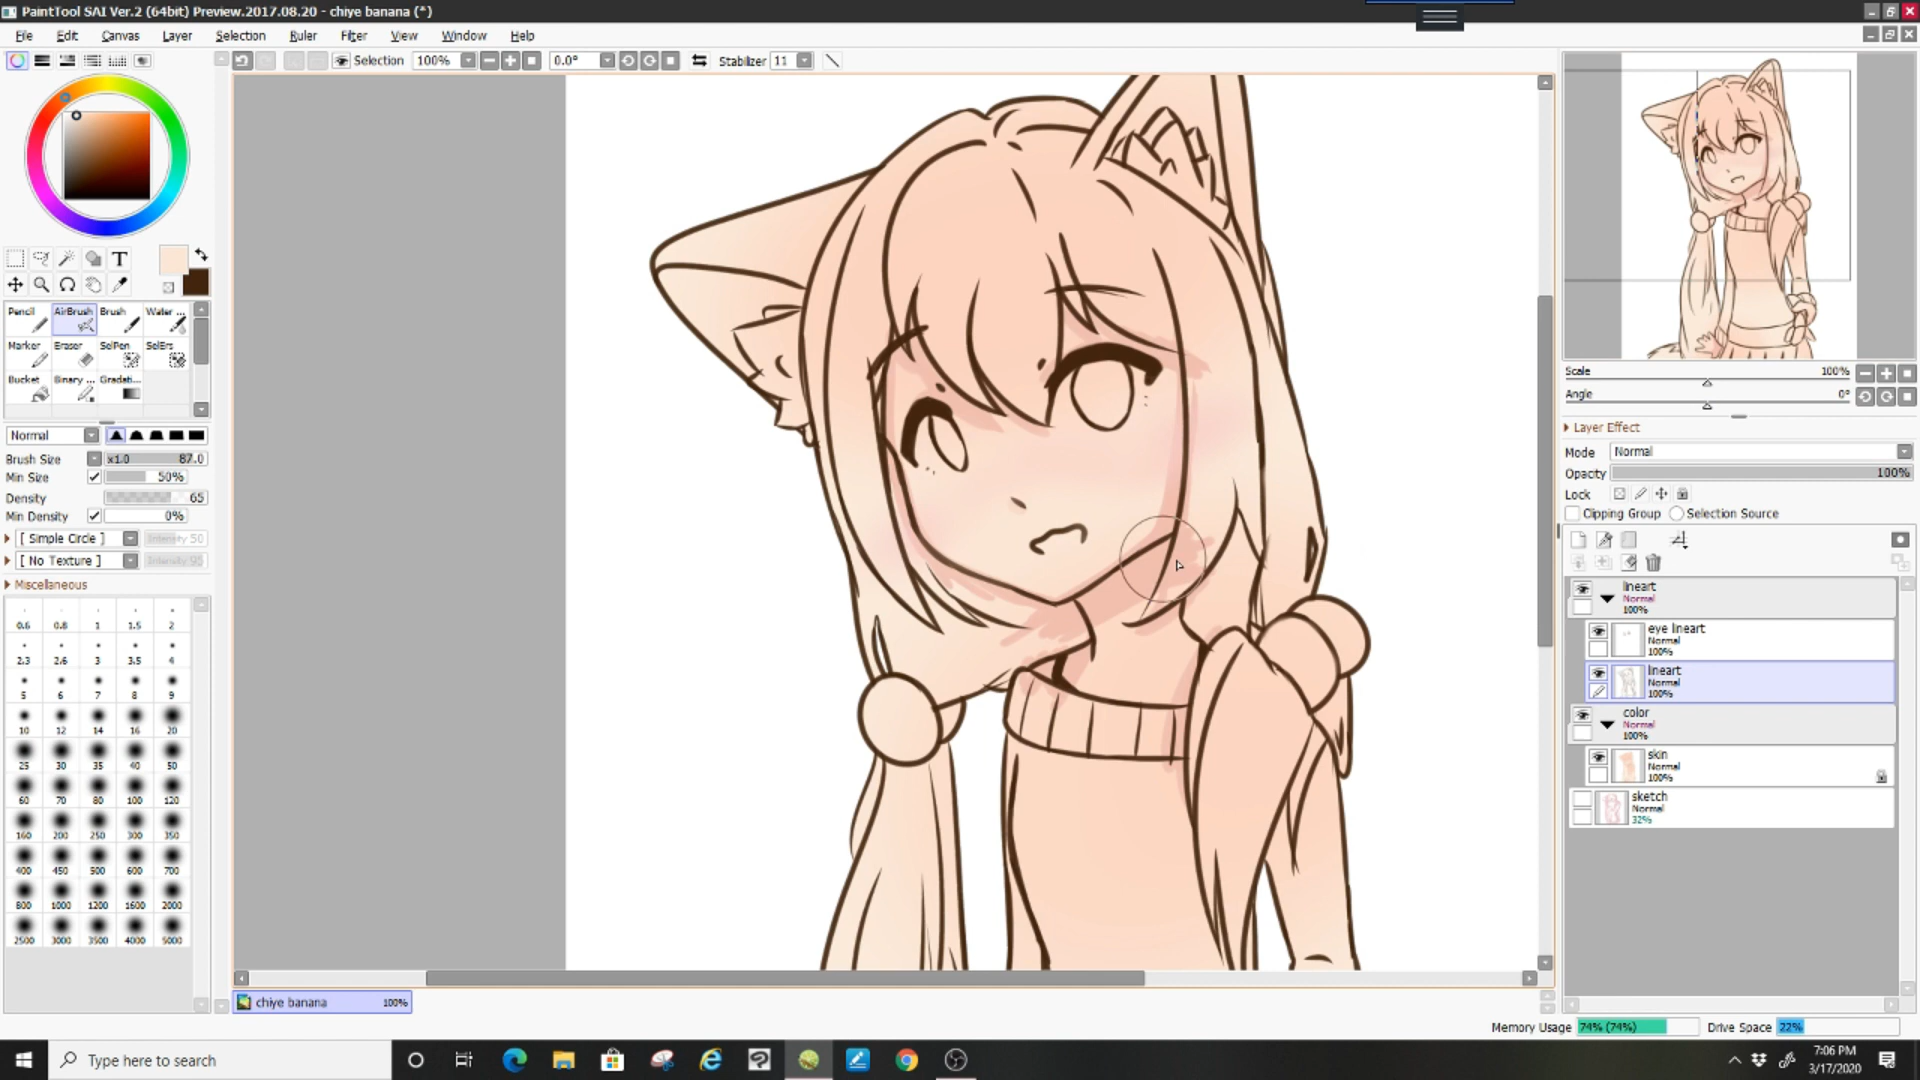 PaintTool SAI Ver.2 (64bit) Preview.2017.08.20 - chiye banana (*)
File Edit Canvas Layer Selection Ruler Filter View Window Help
Selection 100% 0.0° Stabilizer 11
T
Pencil AirBrush Brush Water ...
Marker Eraser SelPen SelErs
Bucket Binary ... Gradati...
Normal
Brush Size x1.0 87.0
Min Size 50%
Density 65
Min Density 0%
[ Simple Circle ] Intensity 50
[ No Texture ] Intensity 95
Miscellaneous
0.6 0.8 1 1.5 2
2.3 2.6 3 3.5 4
5 6 7 8 9
10 12 14 16 20
25 30 35 40 50
60 70 80 100 120
160 200 250 300 350
400 450 500 600 700
800 1000 1200 1600 2000
2500 3000 3500 4000 5000
chiye banana 100%
Scale 100%
Angle 0°
Layer Effect
Mode Normal
Opacity 100%
Lock
Clipping Group Selection Source
lineart
Normal
100%
eye lineart
Normal
100%
lineart
Normal
100%
color
Normal
100%
skin
Normal
100%
sketch
Normal
32%
Memory Usage 74% (74%) Drive Space 22%
Type here to search
7:06 PM
3/17/2020